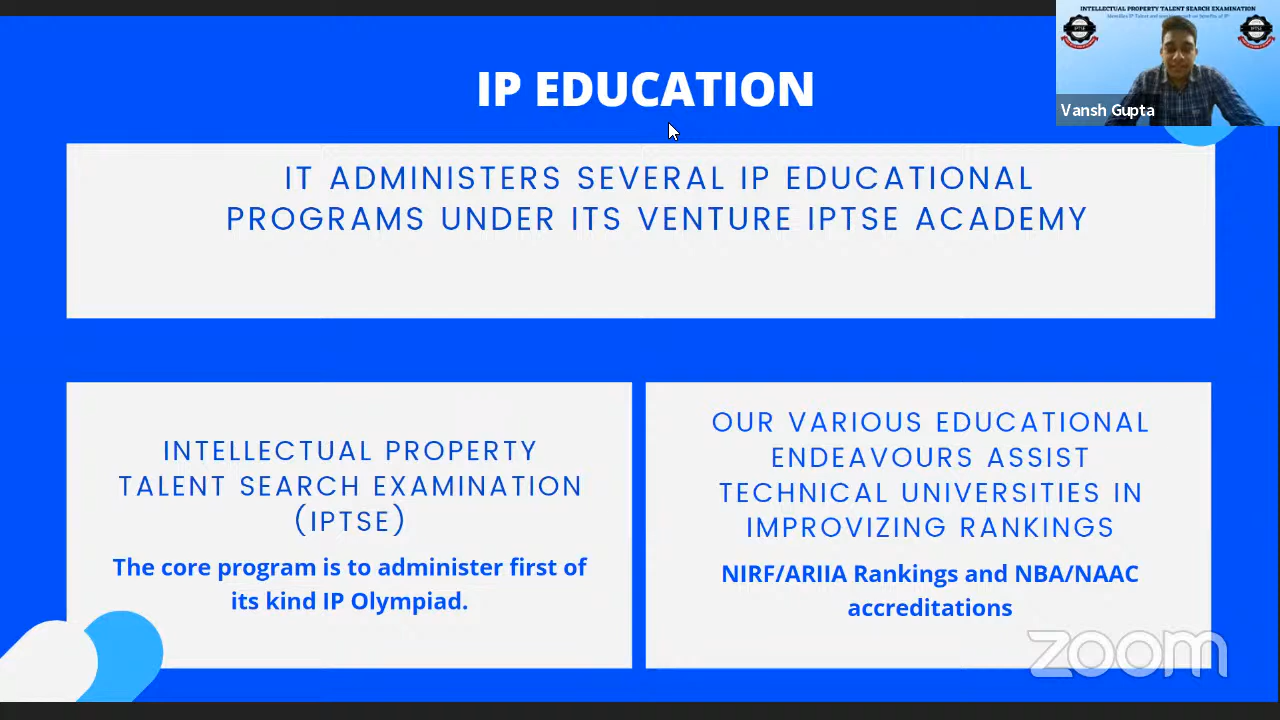 INTELLECTUAL PROPERTY TALENT SEARCH EXAMINATION
IP EDUCATION
Vansh Gupta
IT ADMINISTERS SEVERAL IP EDUCATIONAL
PROGRAMS UNDER ITS VENTURE IPTSE ACADEMY
INTELLECTUAL PROPERTY
TALENT SEARCH EXAMINATION
(IPTSE)
The core program is to administer first of
its kind IP Olympiad.
OUR VARIOUS EDUCATIONAL
ENDEAVOURS ASSIST
TECHNICAL UNIVERSITIES IN
IMPROVIZING RANKINGS
NIRF/ARIIA Rankings and NBA/NAAC
accreditations
zoom